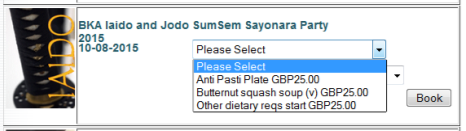 IAIDO
BKA Iaido and Jodo SumSem Sayonara Party
2015
10-08-2015
Please Select
Please Select
Anti Pasti Plate GBP25.00
Butternut squash soup (v) GBP25.00
Other dietary reqs start GBP25.00
Book